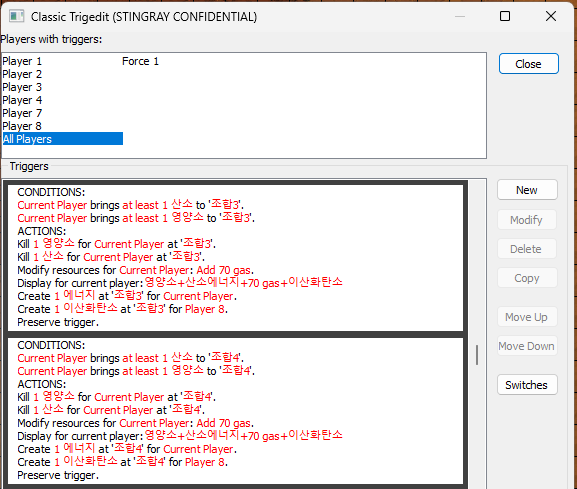 Classic Trigedit (STINGRAY CONFIDENTIAL)
Players with triggers:
Player 1 Force 1
Player 2
Player 3
Player 4
Player 7
Player 8
All Players
Close
Triggers
CONDITIONS:
Current Player brings at least 1 산소 to '조합3'.
Current Player brings at least 1 영양소 to '조합3'.
ACTIONS:
Kill 1 영양소 for Current Player at '조합3'.
Kill 1 산소 for Current Player at '조합3'.
Modify resources for Current Player: Add 70 gas.
Display for current player:영양소+산소에너지+70 gas+이산화탄소
Create 1 에너지 at '조합3' for Current Player.
Create 1 이산화탄소 at '조합3' for Player 8.
Preserve trigger.
CONDITIONS:
Current Player brings at least 1 산소 to '조합4'.
Current Player brings at least 1 영양소 to '조합4'.
ACTIONS:
Kill 1 영양소 for Current Player at '조합4'.
Kill 1 산소 for Current Player at '조합4'.
Modify resources for Current Player: Add 70 gas.
Display for current player:영양소+산소에너지+70 gas+이산화탄소
Create 1 에너지 at '조합4' for Current Player.
Create 1 이산화탄소 at '조합4' for Player 8.
Preserve trigger.
New
Modify
Delete
Copy
Move Up
Move Down
Switches